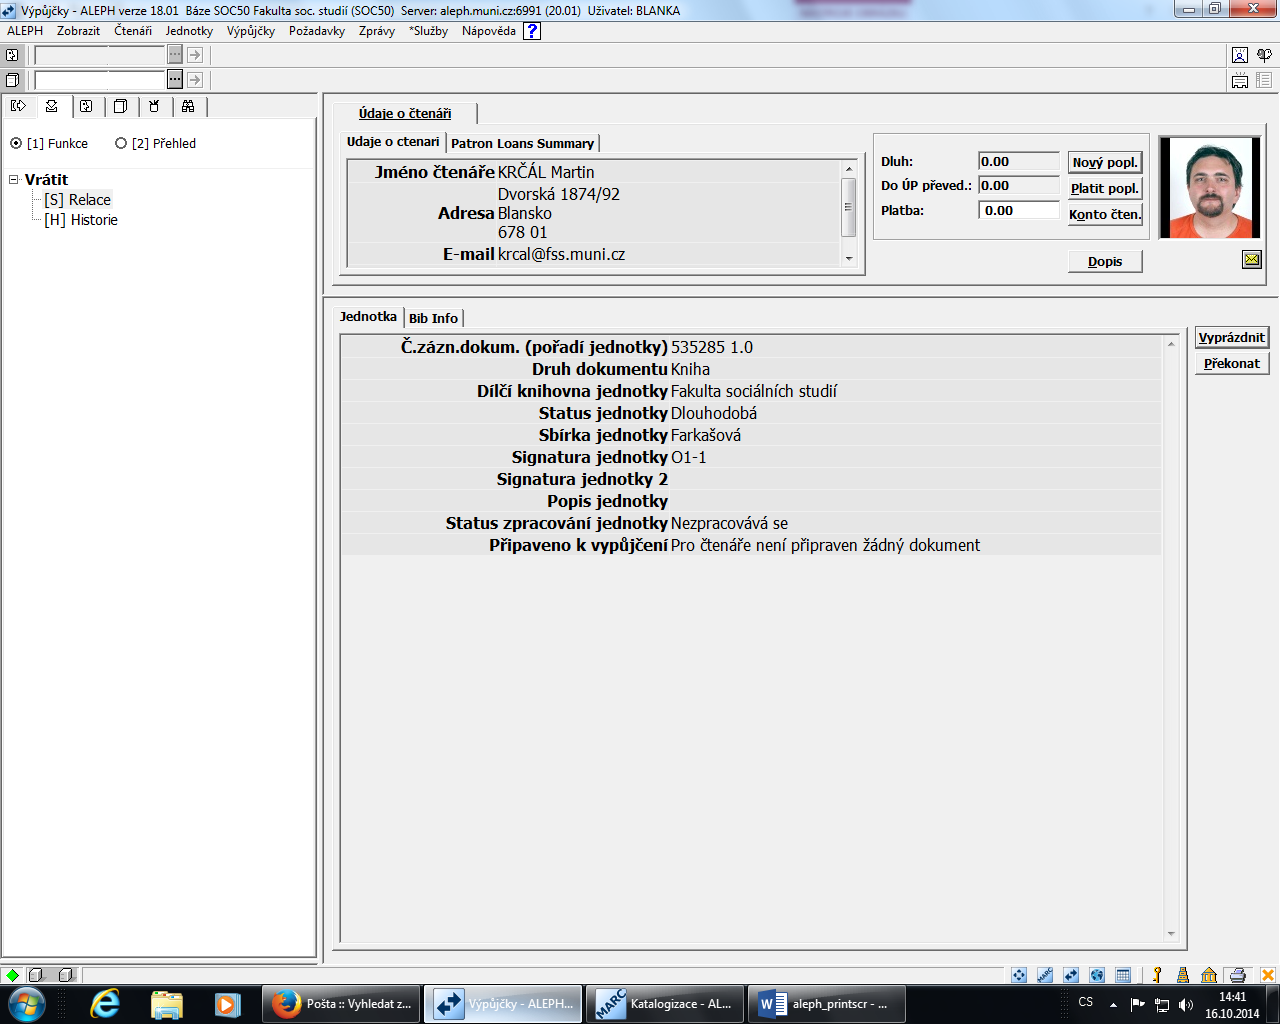 Výpůjčky - ALEPH verze 18.01  Báze SOC50 Fakulta soc. studií (SOC50)  Server: aleph.muni.cz:6991 (20.01)  Uživatel: BLANKA
ALEPH Zobrazit Čtenáři Jednotky Výpůjčky Požadavky Zprávy *Služby Nápověda ?
[1] Funkce [2] Přehled
Vrátit
[S] Relace
[H] Historie
Údaje o čtenáři
Udaje o ctenari Patron Loans Summary
Jméno čtenáře KRČÁL Martin
Dvorská 1874/92
Adresa Blansko
678 01
E-mail krcal@fss.muni.cz
Dluh: 0.00 Nový popl.
Do ÚP převed.: 0.00 Platit popl.
Platba: 0.00 Konto čten.
Dopis
Jednotka Bib Info
Č.zázn.dokum. (pořadí jednotky) 535285 1.0
Druh dokumentu Kniha
Dílčí knihovna jednotky Fakulta sociálních studií
Status jednotky Dlouhodobá
Sbírka jednotky Farkašová
Signatura jednotky O1-1
Signatura jednotky 2
Popis jednotky
Status zpracování jednotky Nezpracovává se
Připaveno k vypůjčení Pro čtenáře není připraven žádný dokument
Vyprázdnit
Překonat
MARC
Pošta :: Vyhledat z... Výpůjčky - ALEPH... MARC Katalogizace - AL... aleph_printscr - ... CS 14:41
16.10.2014